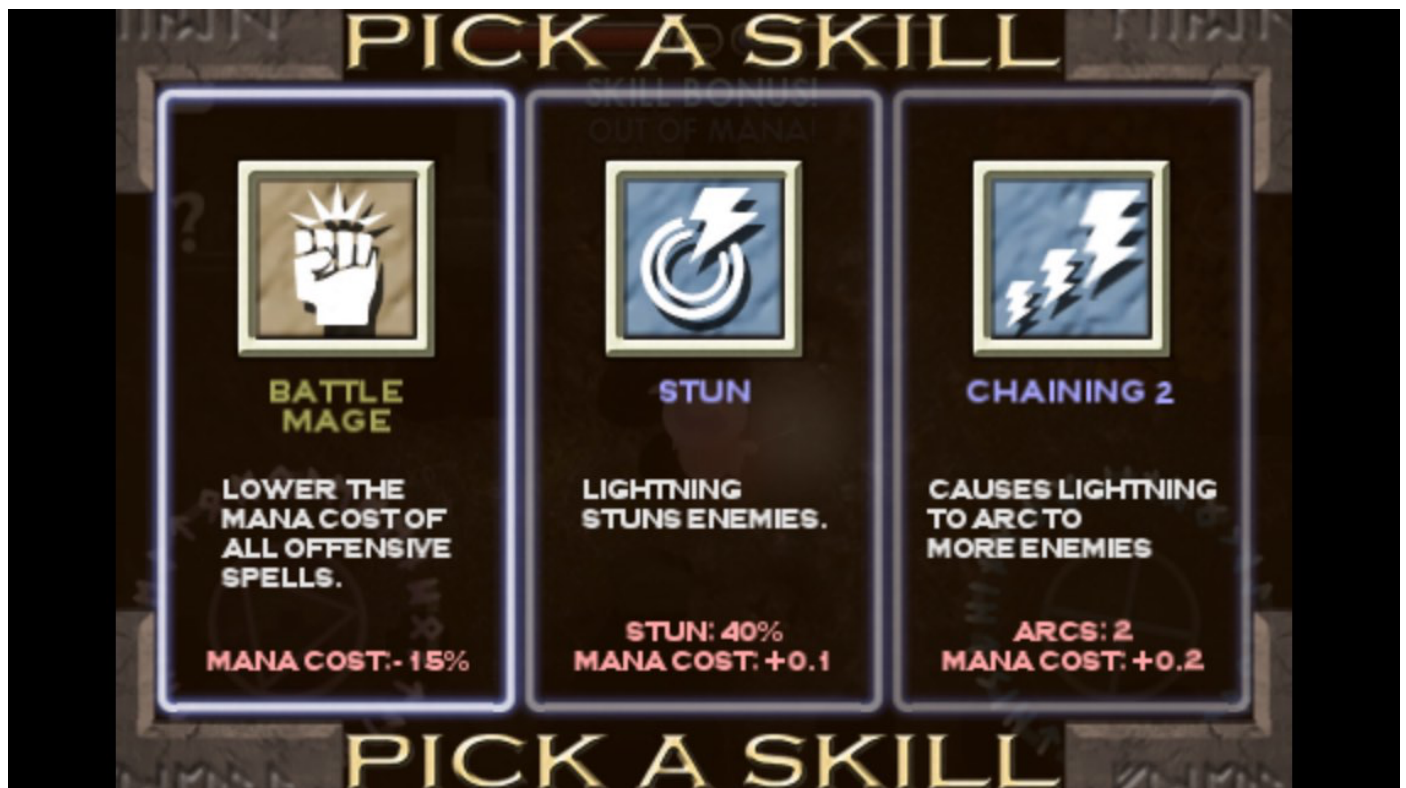 PICK A SKILL
SKILL BONUS!
OUT OF MANA!
?
BATTLE
MAGE
LOWER THE
MANA COST OF
ALL OFFENSIVE
SPELLS.
MANA COST:-15%
STUN
LIGHTNING
STUNS ENEMIES.
STUN: 40%
MANA COST: +0.1
CHAINING 2
CAUSES LIGHTNING
TO ARC TO
MORE ENEMIES
ARCS: 2
MANA COST: +0.2
PICK A SKILL